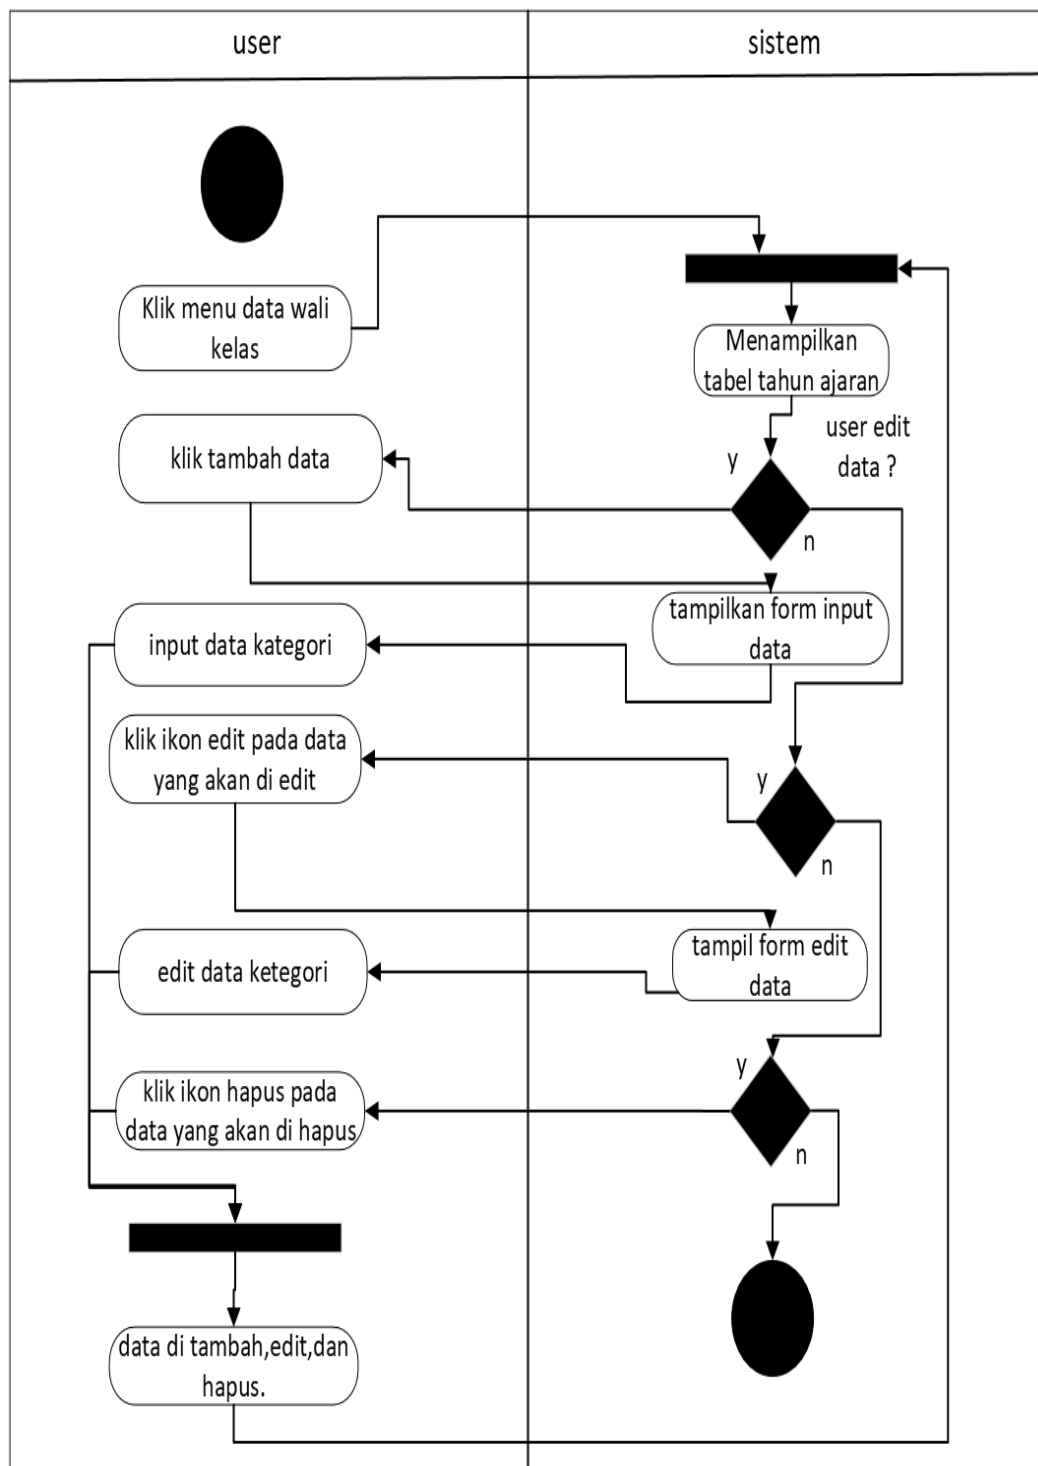 user
sistem
Klik menu data wali
kelas
Menampilkan
tabel tahun ajaran
user edit
data ?
y
klik tambah data
n
tampilkan form input
data
input data kategori
klik ikon edit pada data
yang akan di edit
y
n
tampil form edit
data
edit data ketegori
y
klik ikon hapus pada
data yang akan di hapus
n
data di tambah,edit,dan
hapus.